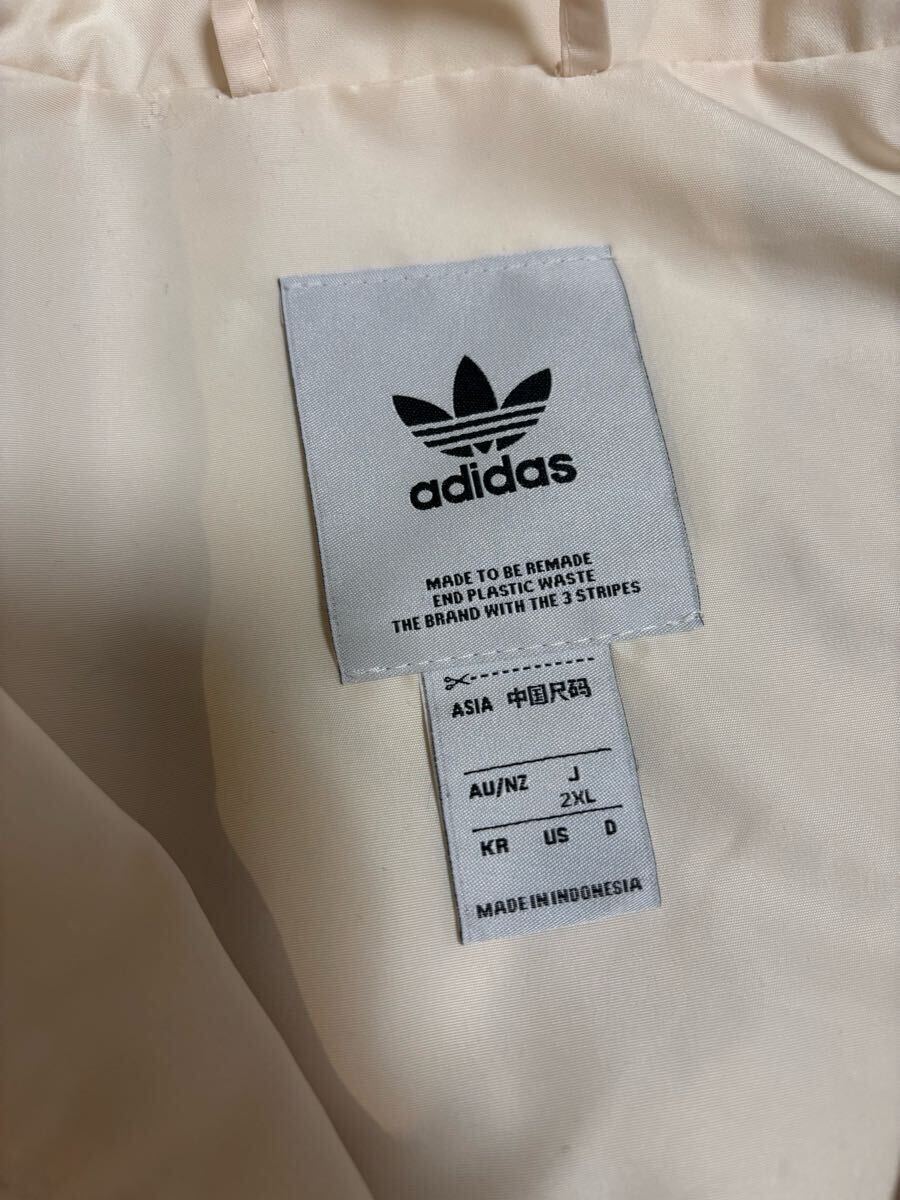 adidas
MADE TO BE REMADE
END PLASTIC WASTE
THE BRAND WITH THE 3 STRIPES
ASIA 中国尺码
AU/NZ J
2XL
KR US D
MADE IN INDONESIA